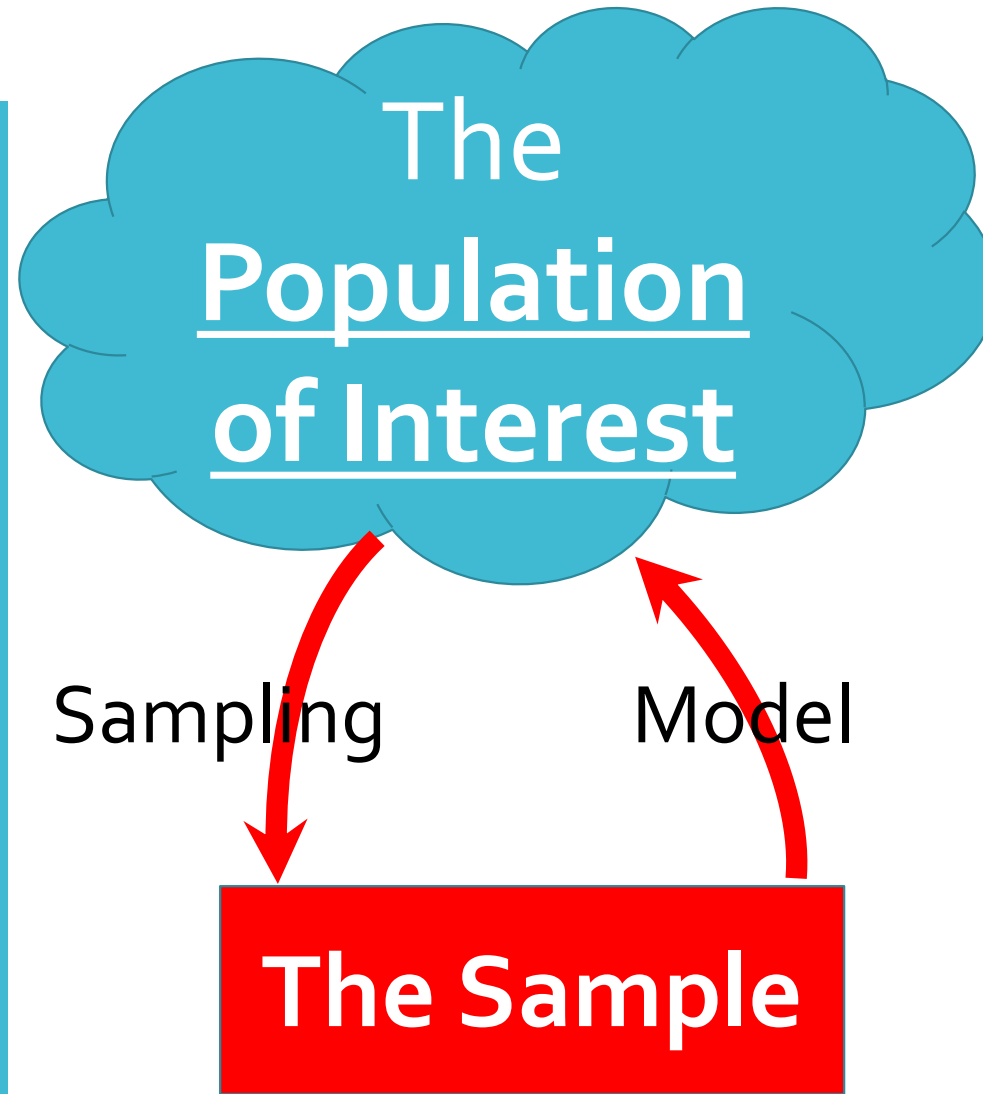 The
Population
of Interest
Sampling
Model
The Sample